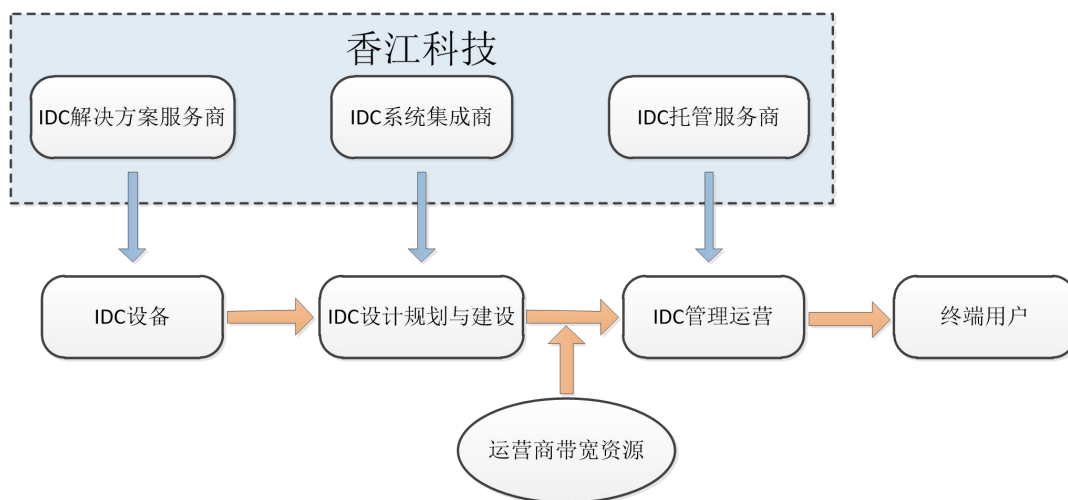 香江科技
IDC解决方案服务商
IDC系统集成商
IDC托管服务商
IDC设备
IDC设计规划与建设
IDC管理运营
终端用户
运营商带宽资源